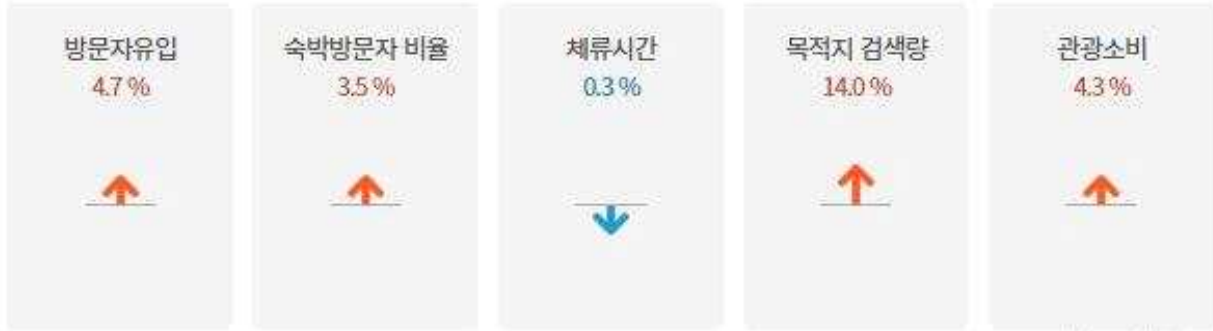 방문자유입
4.7 %
숙박방문자 비율
3.5 %
체류시간
0.3 %
목적지 검색량
14.0 %
관광소비
4.3 %